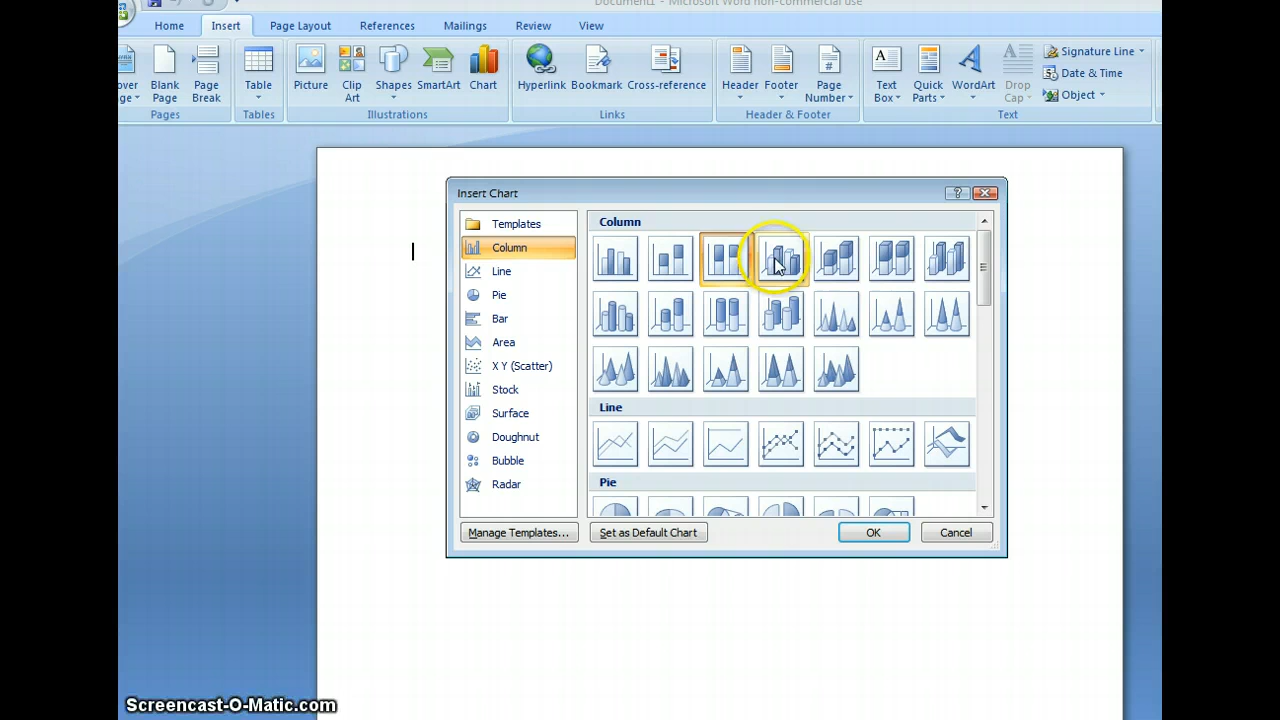 Document1 - Microsoft Word non-commercial use
Home Insert Page Layout References Mailings Review View
Blank Page
Page Break
Table
Picture
Clip Art
Shapes
SmartArt
Chart
Hyperlink
Bookmark
Cross-reference
Header
Footer
Page Number
Text Box
Quick Parts
WordArt
Drop Cap
Signature Line
Date & Time
Object
Pages Tables Illustrations Links Header & Footer Text
Insert Chart
Templates
Column
Line
Pie
Bar
Area
X Y (Scatter)
Stock
Surface
Doughnut
Bubble
Radar
Column
Line
Pie
Manage Templates... Set as Default Chart OK Cancel
Screencast-O-Matic.com